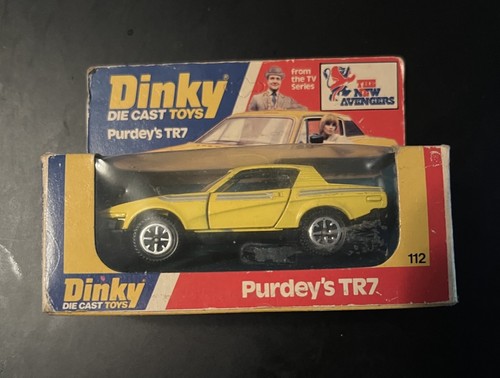 Dinky
DIE CAST TOYS
Purdey's TR7
from
the TV
Series
THE
NEW
AVENGERS
112
Dinky
DIE CAST TOYS
Purdey's TR7